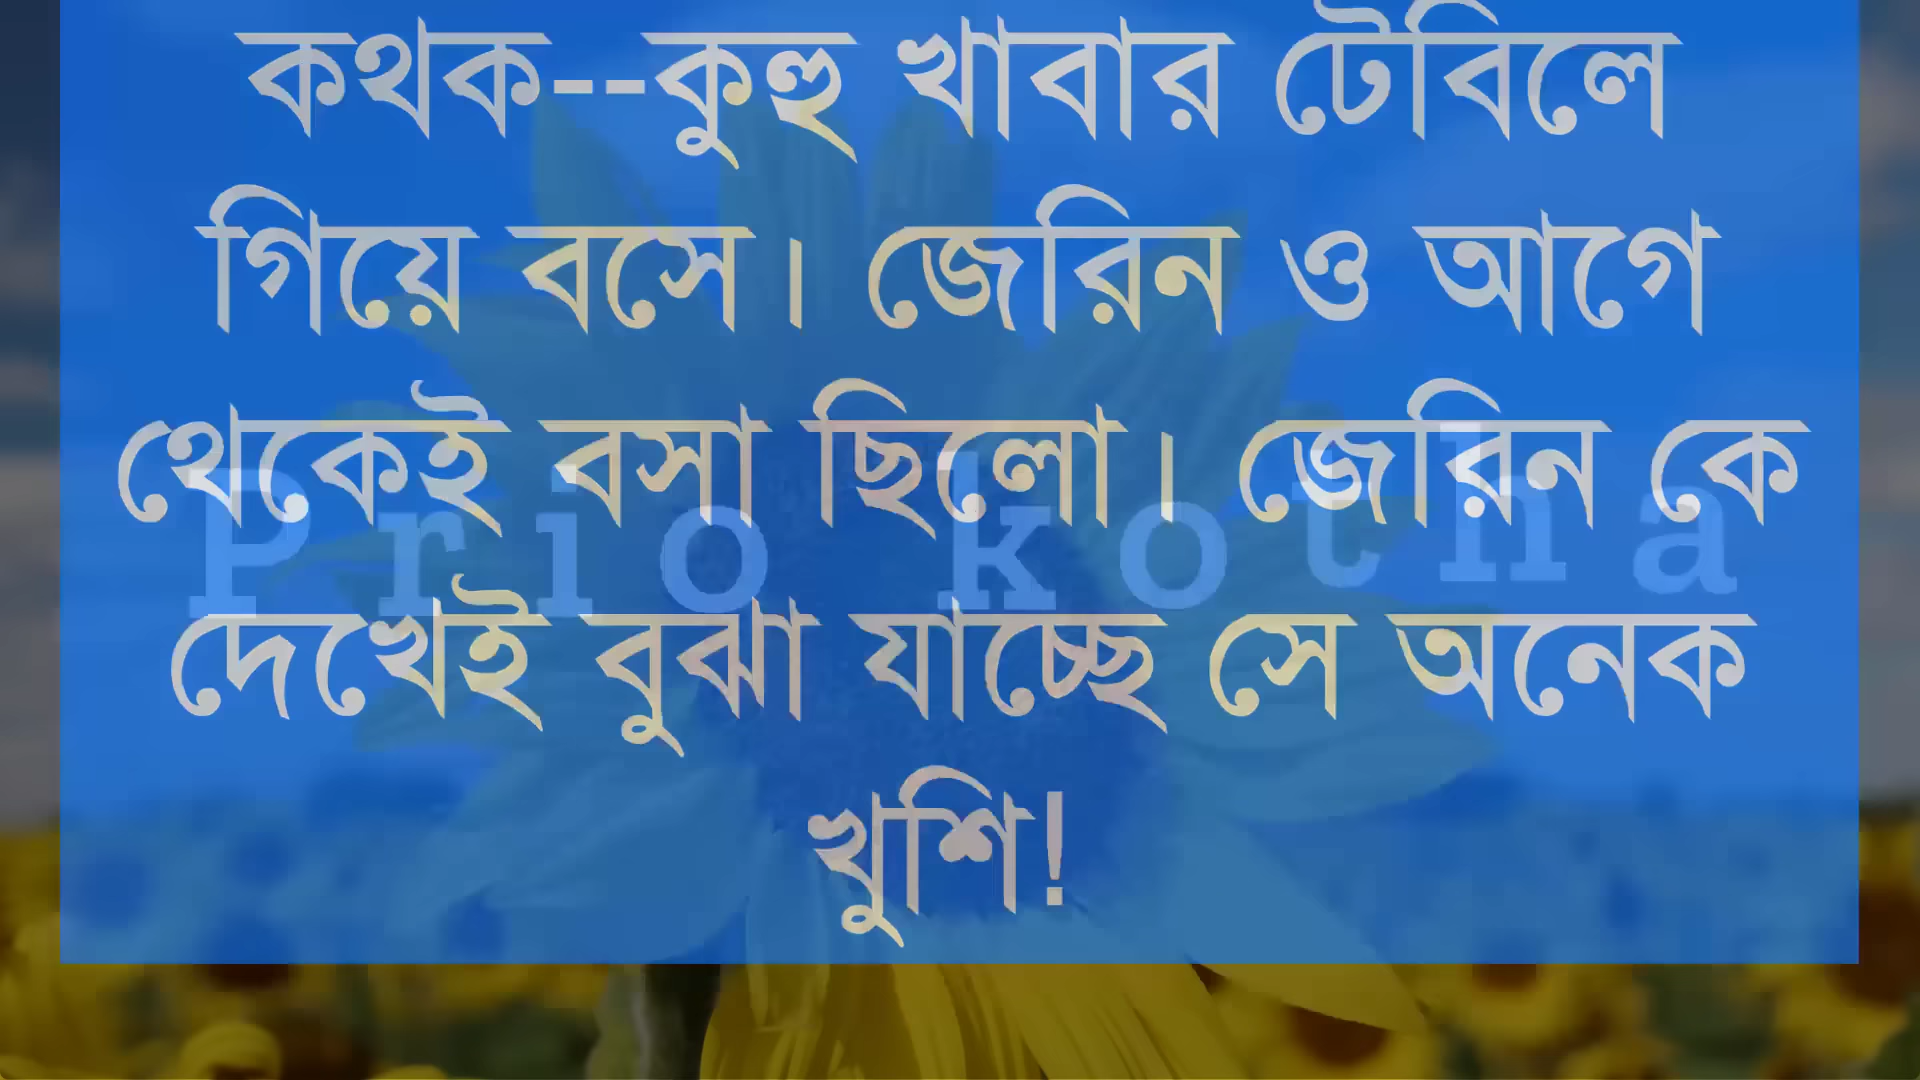 কথক--কুহু খাবার টেবিলে
গিয়ে বসে। জেরিন ও আগে
থেকেই বসা ছিলো। জেরিন কে
Prio kotha
দেখেই বুঝা যাচ্ছে সে অনেক
খুশি!